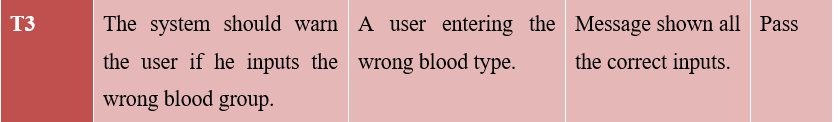 T3 The system should warn A user entering the Message shown all Pass
the user if he inputs the wrong blood type. the correct inputs.
wrong blood group.